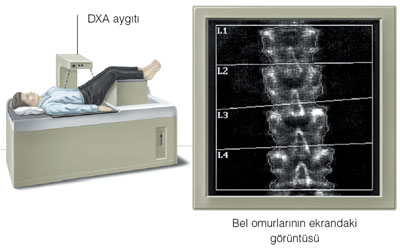 DXA aygıtı
L1
L2
L3
L4
Bel omurlarının ekrandaki
görüntüsü